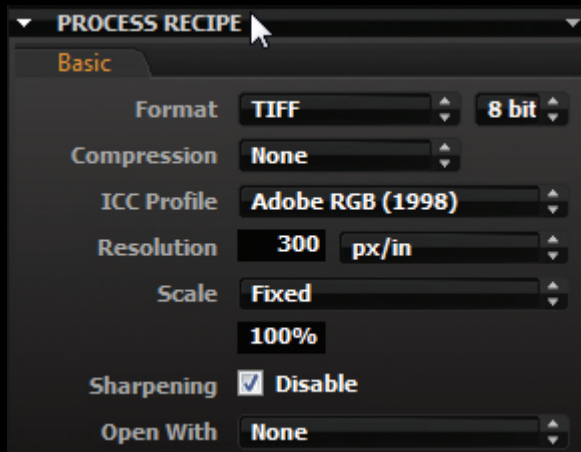 PROCESS RECIPE
Basic
Format TIFF 8 bit
Compression None
ICC Profile Adobe RGB (1998)
Resolution 300 px/in
Scale Fixed
100%
Sharpening Disable
Open With None